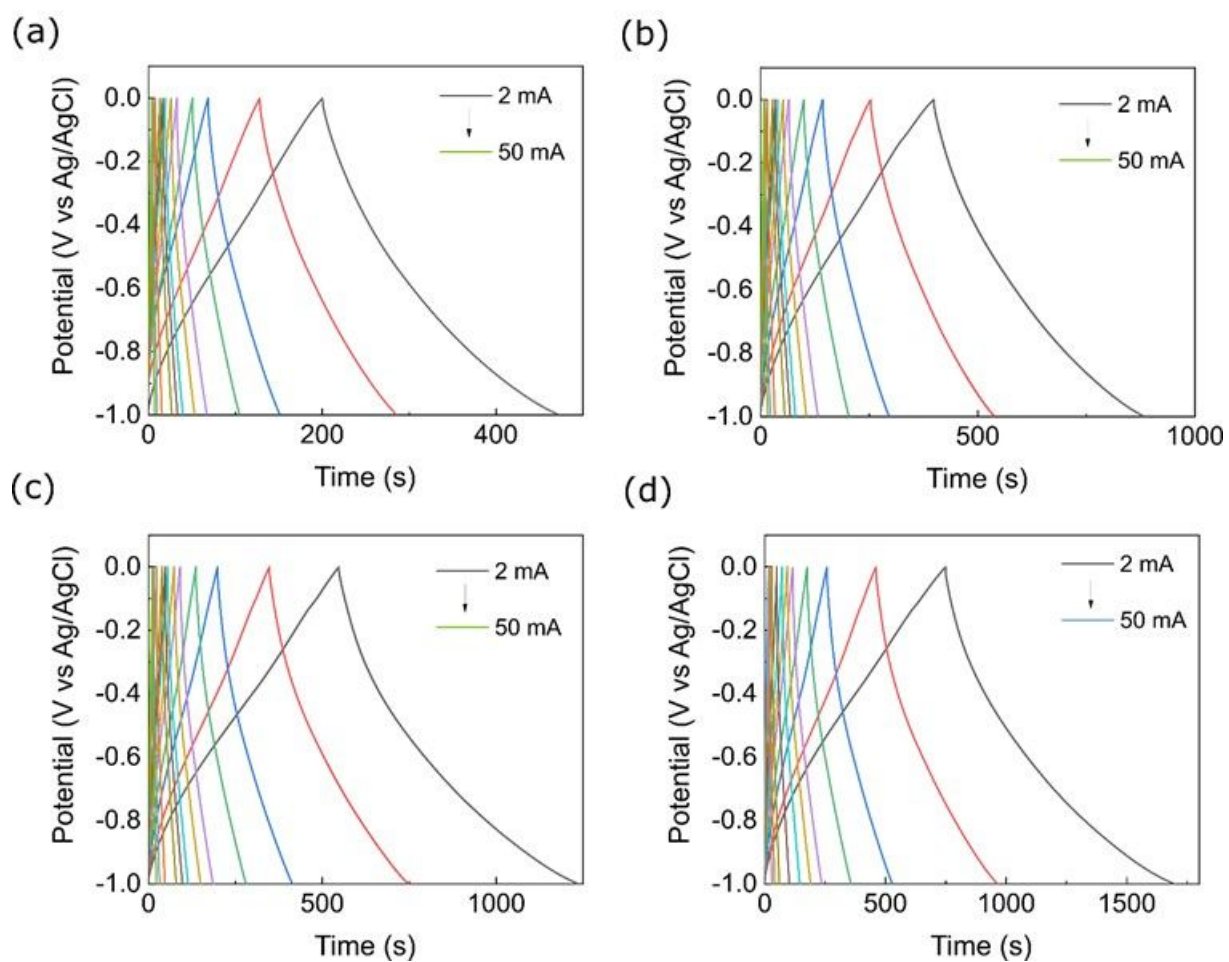 (a)
Potential (V vs Ag/AgCl)
0.0
-0.2
-0.4
-0.6
-0.8
-1.0
2 mA
50 mA
0 200 400
Time (s)
(b)
Potential (V vs Ag/AgCl)
0.0
-0.2
-0.4
-0.6
-0.8
-1.0
2 mA
50 mA
0 500 1000
Time (s)
(c)
Potential (V vs Ag/AgCl)
0.0
-0.2
-0.4
-0.6
-0.8
-1.0
2 mA
50 mA
0 500 1000
Time (s)
(d)
Potential (V vs Ag/AgCl)
0.0
-0.2
-0.4
-0.6
-0.8
-1.0
2 mA
50 mA
0 500 1000 1500
Time (s)